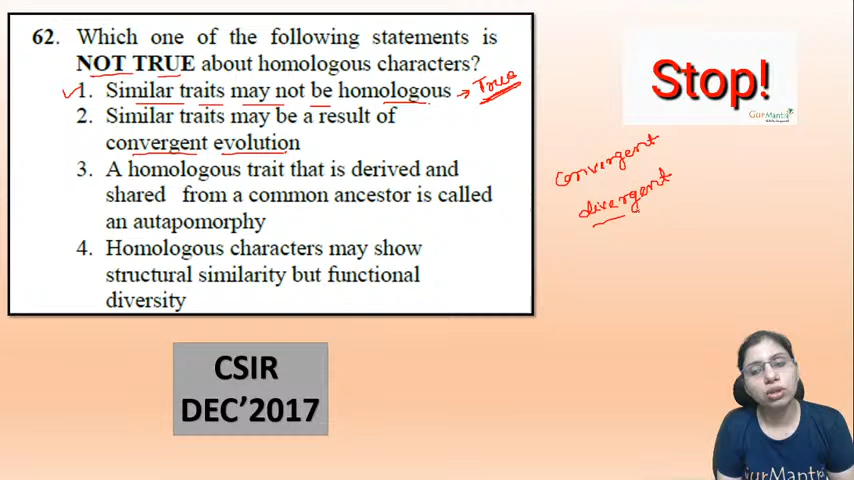 62. Which one of the following statements is
NOT TRUE about homologous characters?
1. Similar traits may not be homologous → True
2. Similar traits may be a result of
convergent evolution
3. A homologous trait that is derived and
shared from a common ancestor is called
an autapomorphy
4. Homologous characters may show
structural similarity but functional
diversity
Stop!
GurMantra
convergent
divergent
CSIR
DEC'2017
GurMantra